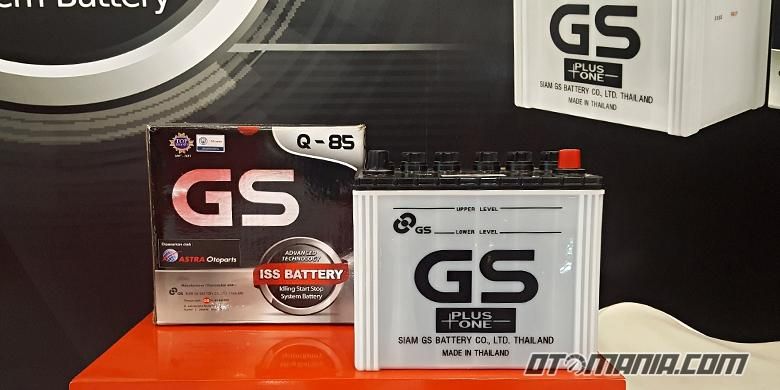 em Battery
GS
PLUS
ONE
SIAM GS BATTERY CO., LTD. THAILAND
MADE IN THAILAND
TOP
Q-85
GS
ASTRA Otoparts
ADVANCED
TECHNOLOGY
ISS BATTERY
Idling Start Stop
System Battery
GS
UPPER LEVEL
GS
LOWER LEVEL
GS
PLUS
ONE
SIAM GS BATTERY CO., LTD. THAILAND
MADE IN THAILAND
OTOMANIA.COM